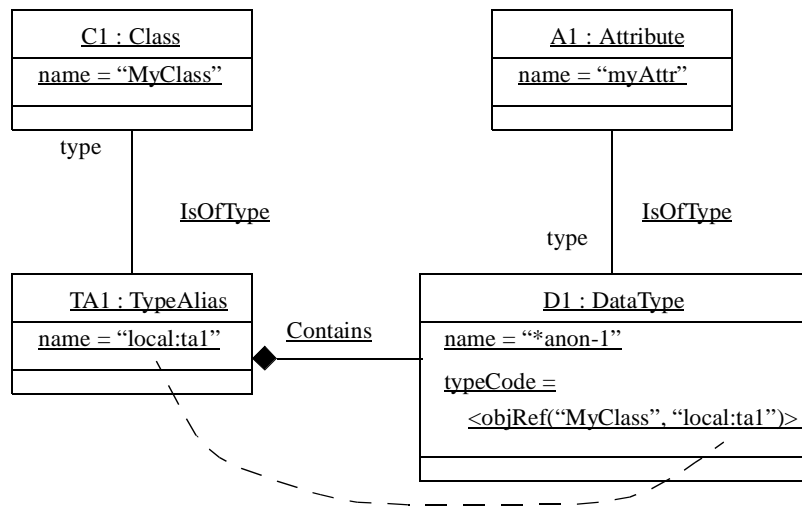 C1 : Class
name = “MyClass”
A1 : Attribute
name = “myAttr”
type
IsOfType
IsOfType
type
TA1 : TypeAlias
name = “local:ta1”
Contains
D1 : DataType
name = “*anon-1”
typeCode =
<objRef(“MyClass”, “local:ta1”)>